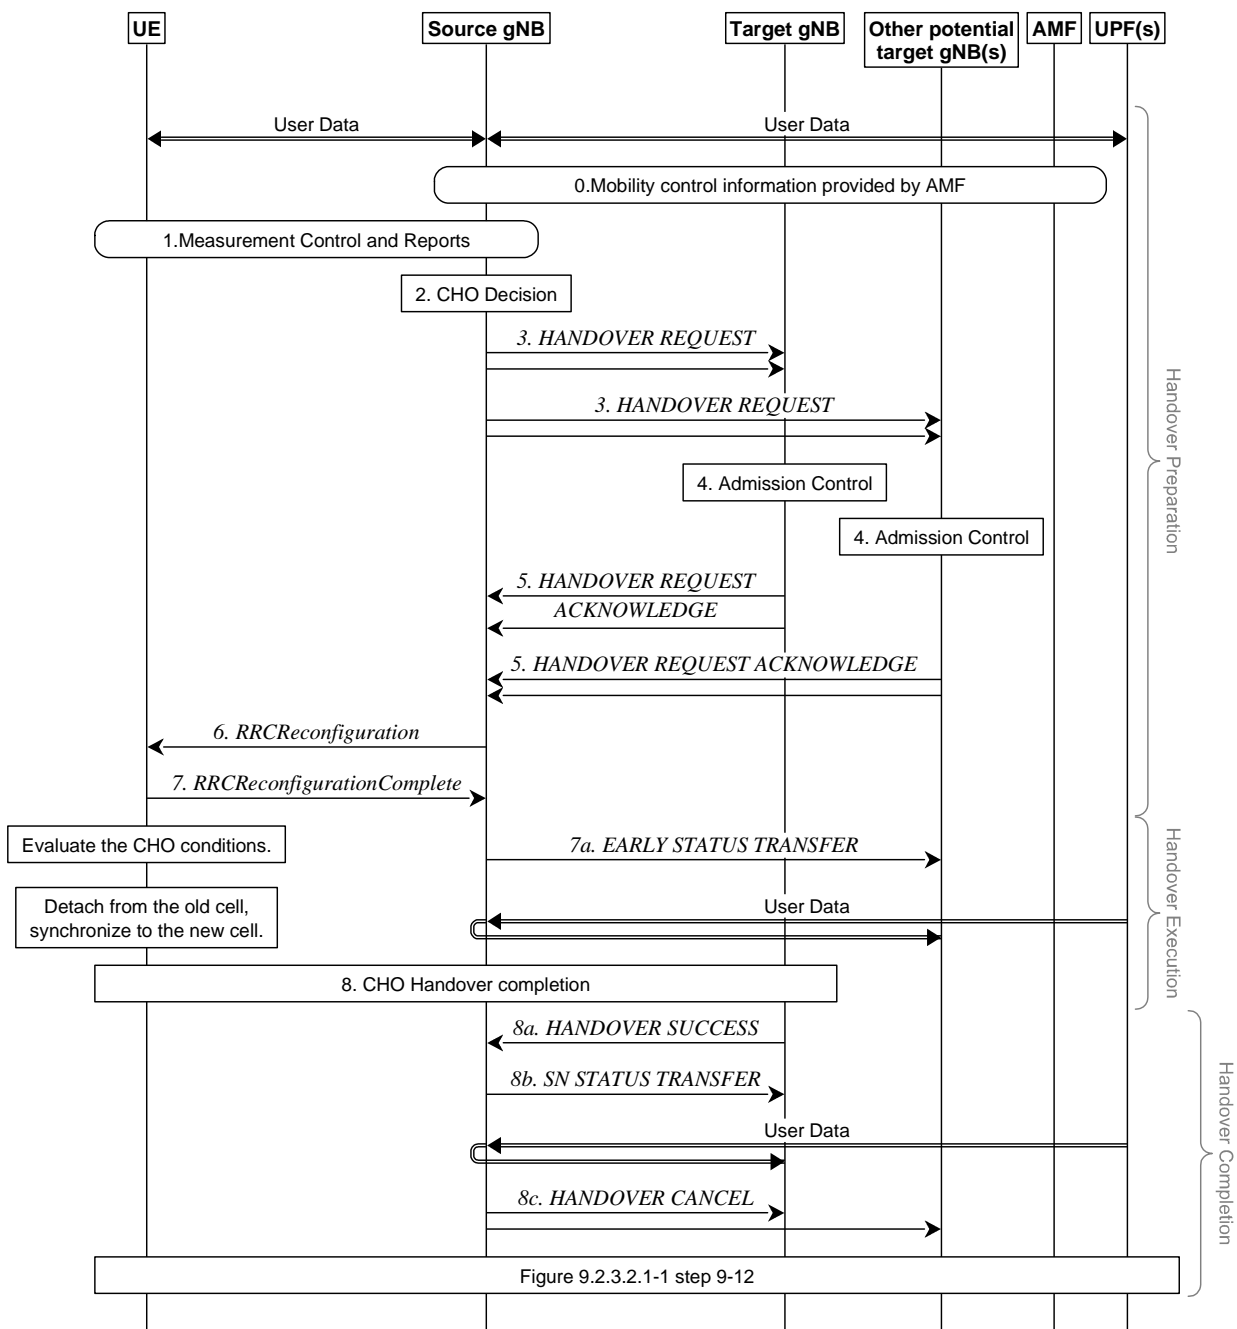 UE
Source gNB
Target gNB
Other potential
target gNB(s)
AMF
UPF(s)
User Data
User Data
0.Mobility control information provided by AMF
1.Measurement Control and Reports
2. CHO Decision
3. HANDOVER REQUEST
3. HANDOVER REQUEST
4. Admission Control
4. Admission Control
5. HANDOVER REQUEST
ACKNOWLEDGE
5. HANDOVER REQUEST ACKNOWLEDGE
6. RRCReconfiguration
7. RRCReconfigurationComplete
Handover Preparation
Evaluate the CHO conditions.
7a. EARLY STATUS TRANSFER
Detach from the old cell,
synchronize to the new cell.
User Data
8. CHO Handover completion
Handover Execution
8a. HANDOVER SUCCESS
8b. SN STATUS TRANSFER
User Data
8c. HANDOVER CANCEL
Handover Completion
Figure 9.2.3.2.1-1 step 9-12